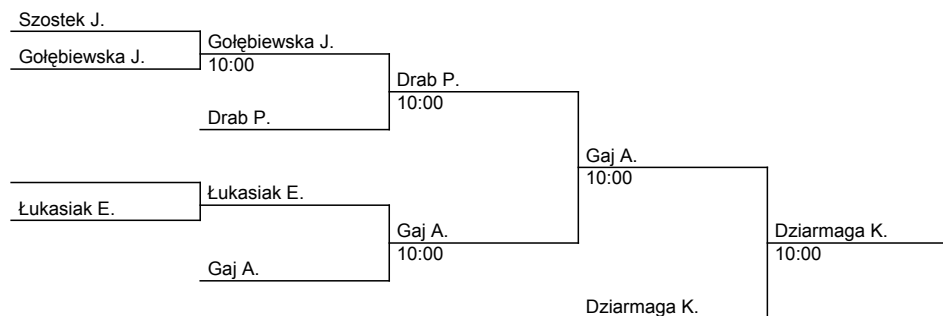 Szostek J.
Gołębiewska J.
Gołębiewska J.
10:00
Drab P.
Drab P.
10:00
Gaj A.
10:00
Łukasiak E.
Łukasiak E.
Gaj A.
10:00
Gaj A.
Dziarmaga K.
10:00
Dziarmaga K.